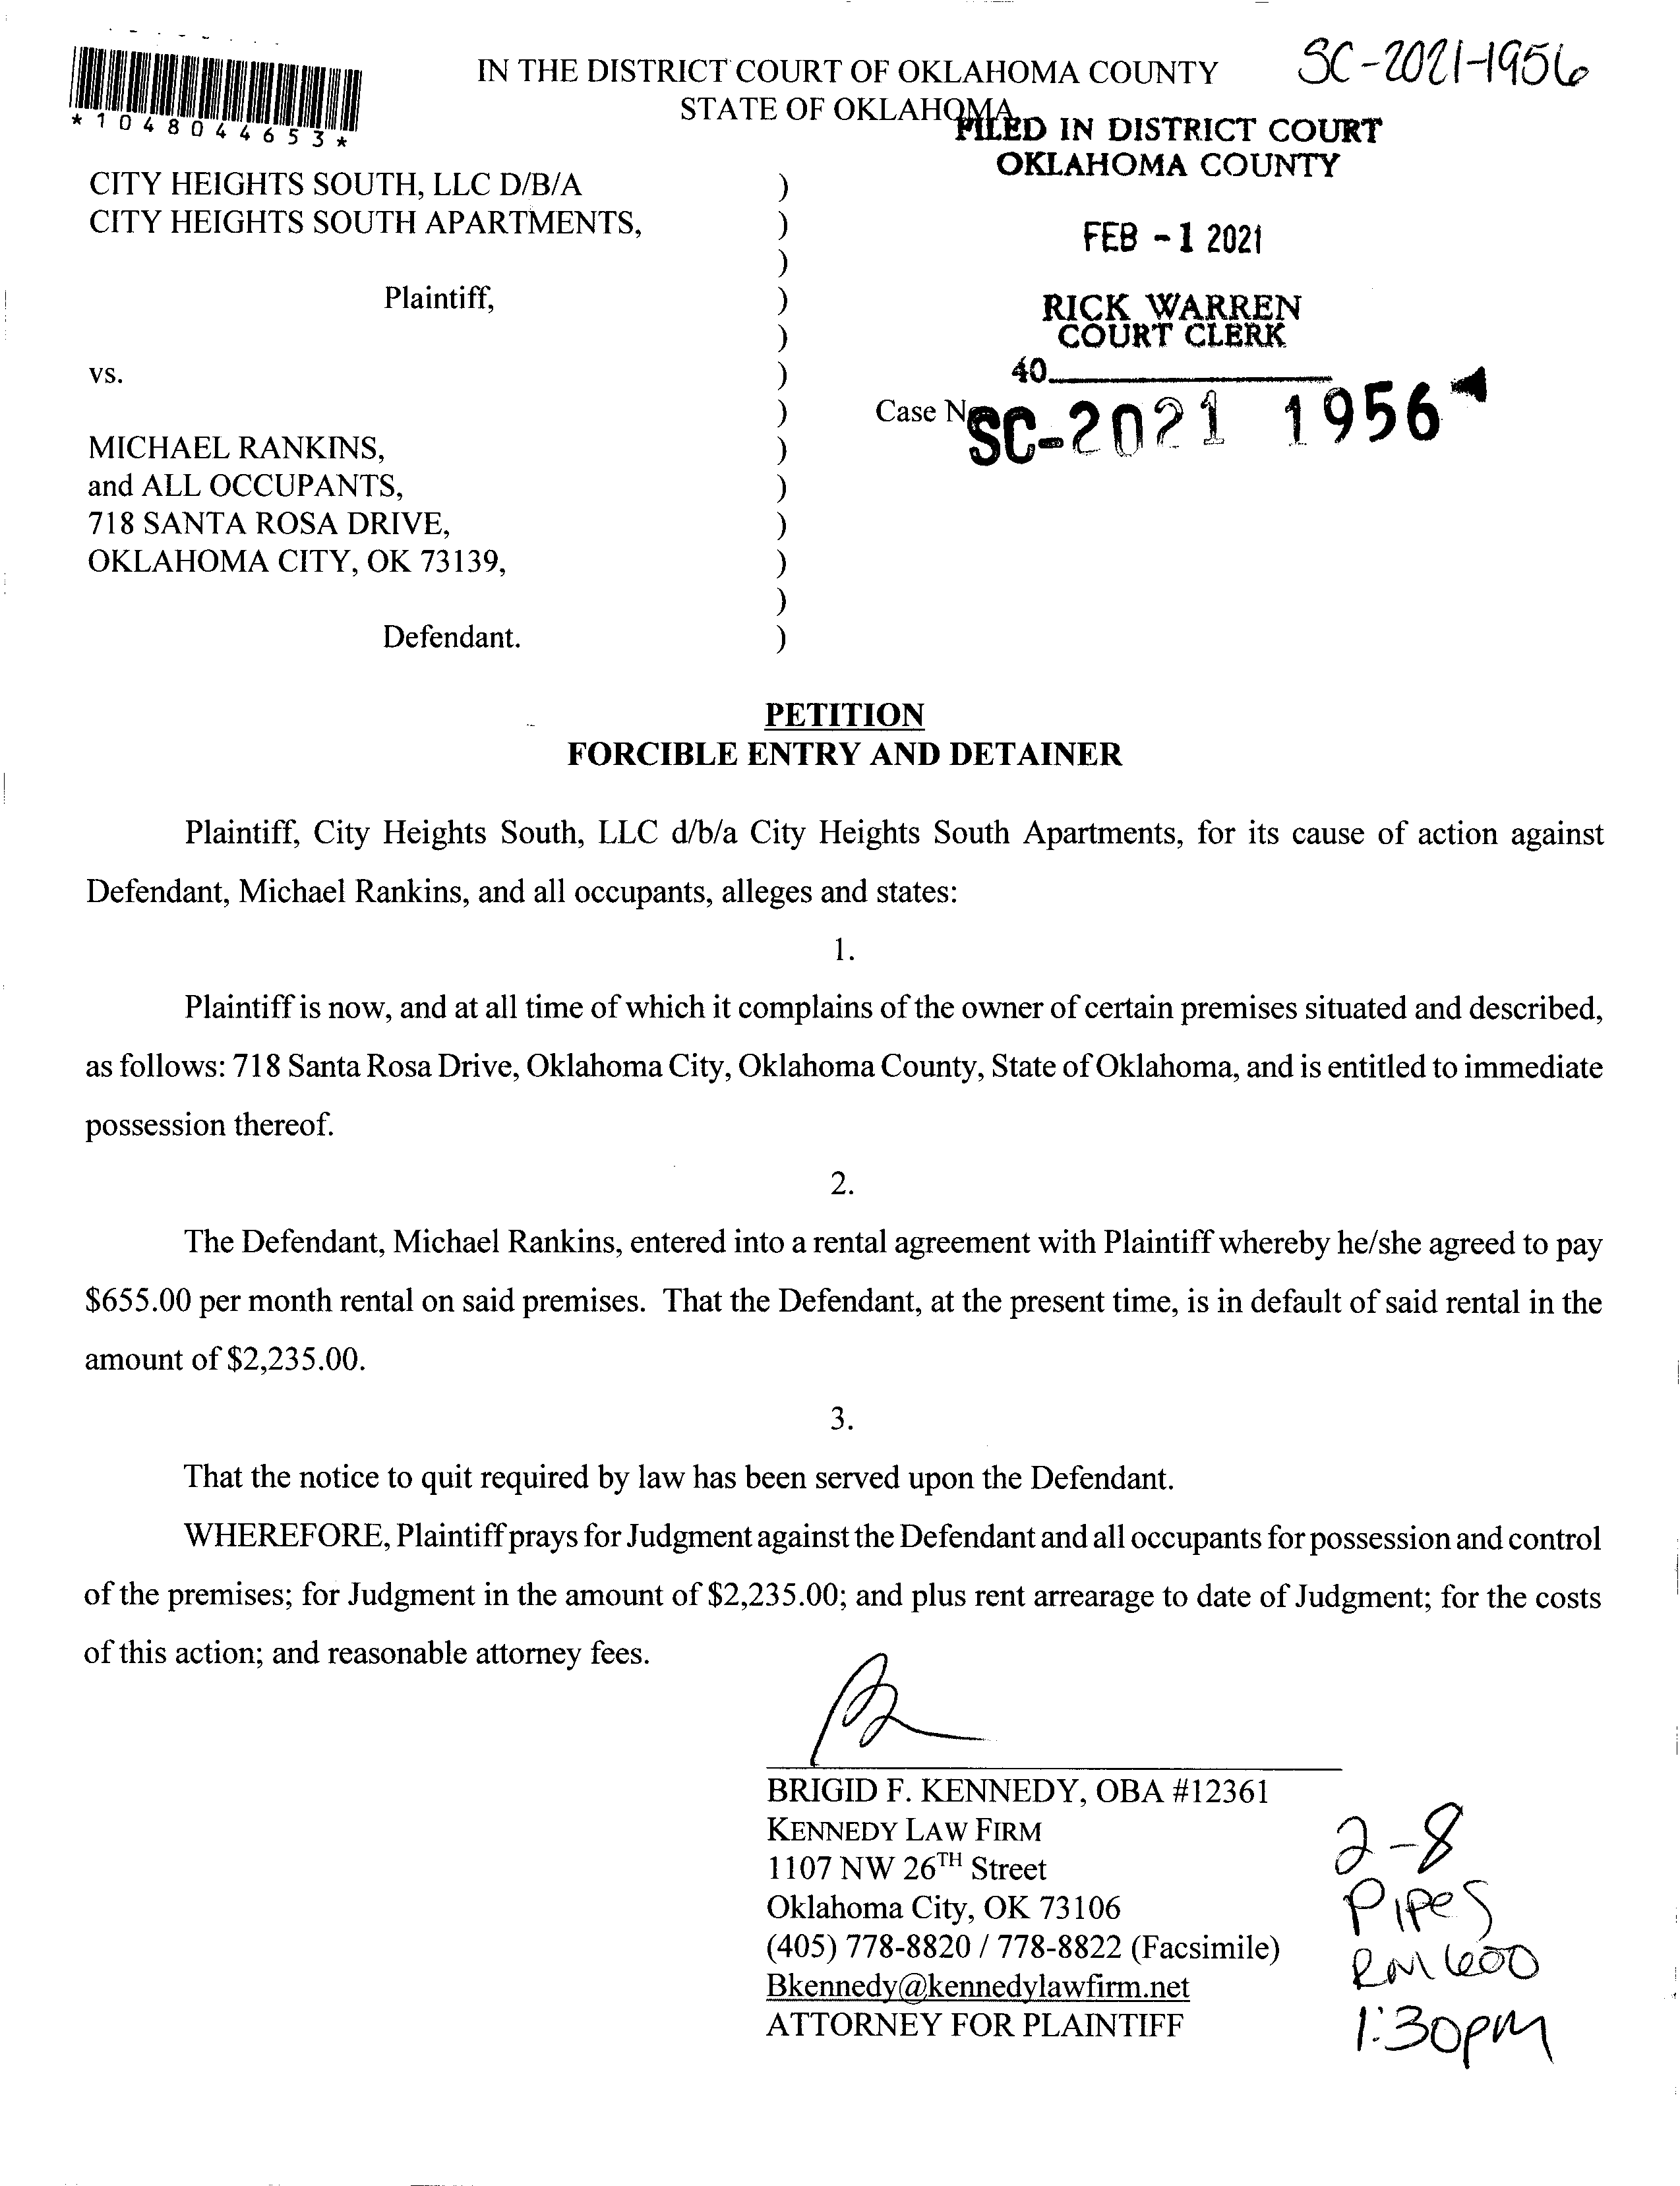 SC-2021-1956
IN THE DISTRICT COURT OF OKLAHOMA COUNTY
STATE OF OKLAHOMA
*1048044653*
FILED IN DISTRICT COURT
OKLAHOMA COUNTY
CITY HEIGHTS SOUTH, LLC D/B/A )
CITY HEIGHTS SOUTH APARTMENTS, )
)
FEB -1 2021
Plaintiff, )
)
RICK WARREN
COURT CLERK
vs. )
40
)
Case No
SC-2021 1956
MICHAEL RANKINS, )
and ALL OCCUPANTS, )
718 SANTA ROSA DRIVE, )
OKLAHOMA CITY, OK 73139, )
)
Defendant. )
PETITION
FORCIBLE ENTRY AND DETAINER
Plaintiff, City Heights South, LLC d/b/a City Heights South Apartments, for its cause of action against
Defendant, Michael Rankins, and all occupants, alleges and states:
1.
Plaintiff is now, and at all time of which it complains of the owner of certain premises situated and described,
as follows: 718 Santa Rosa Drive, Oklahoma City, Oklahoma County, State of Oklahoma, and is entitled to immediate
possession thereof.
2.
The Defendant, Michael Rankins, entered into a rental agreement with Plaintiff whereby he/she agreed to pay
$655.00 per month rental on said premises. That the Defendant, at the present time, is in default of said rental in the
amount of $2,235.00.
3.
That the notice to quit required by law has been served upon the Defendant.
WHEREFORE, Plaintiff prays for Judgment against the Defendant and all occupants for possession and control
of the premises; for Judgment in the amount of $2,235.00; and plus rent arrearage to date of Judgment; for the costs
of this action; and reasonable attorney fees.
BRIGID F. KENNEDY, OBA #12361
KENNEDY LAW FIRM
1107 NW 26TH Street
Oklahoma City, OK 73106
(405) 778-8820 / 778-8822 (Facsimile)
Bkennedy@kennedylawfirm.net
ATTORNEY FOR PLAINTIFF
2-8
Pipes
RM 600
1:30pm